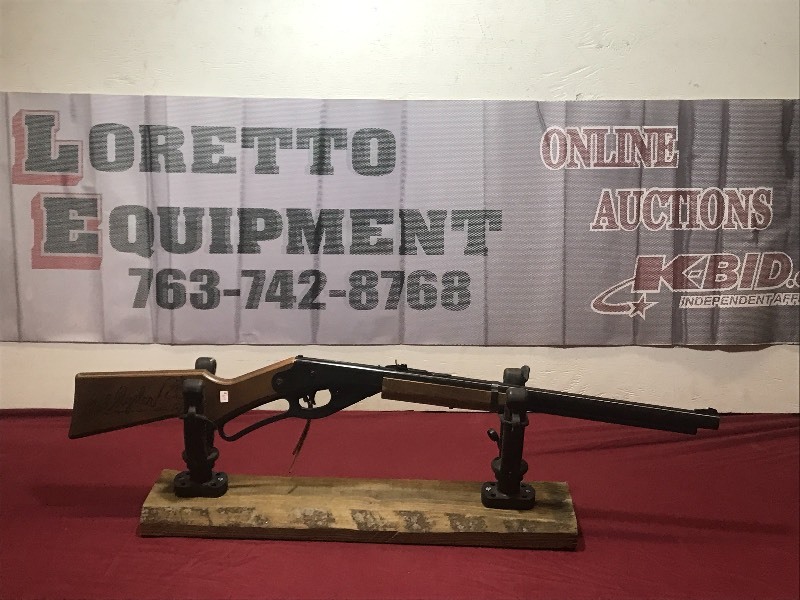 LORETTO
EQUIPMENT
763-742-8768
ONLINE
AUCTIONS
K-BID.
INDEPENDENT AFF